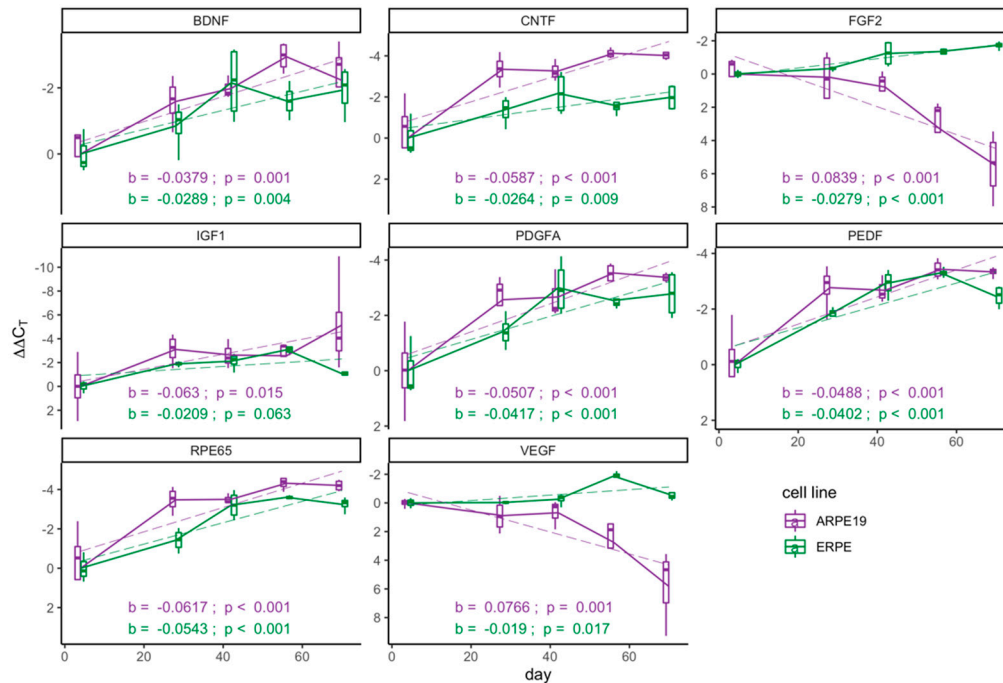 BDNF
CNTF
FGF2
-2
0
-4
-2
0
2
-2
0
2
4
6
8
b = -0.0379 ; p = 0.001
b = -0.0289 ; p = 0.004
b = -0.0587 ; p < 0.001
b = -0.0264 ; p = 0.009
b = 0.0839 ; p < 0.001
b = -0.0279 ; p < 0.001
IGF1
PDGFA
PEDF
-10
-8
-6
-4
-2
0
2
-4
-2
0
2
-4
-2
0
2
b = -0.063 ; p = 0.015
b = -0.0209 ; p = 0.063
b = -0.0507 ; p < 0.001
b = -0.0417 ; p < 0.001
b = -0.0488 ; p < 0.001
b = -0.0402 ; p < 0.001
ΔΔCT
0 20 40 60
RPE65
VEGF
-4
-2
0
2
-2
0
2
4
6
8
b = -0.0617 ; p < 0.001
b = -0.0543 ; p < 0.001
b = 0.0766 ; p = 0.001
b = -0.019 ; p = 0.017
0 20 40 60
0 20 40 60
day
cell line
a ARPE19
a ERPE